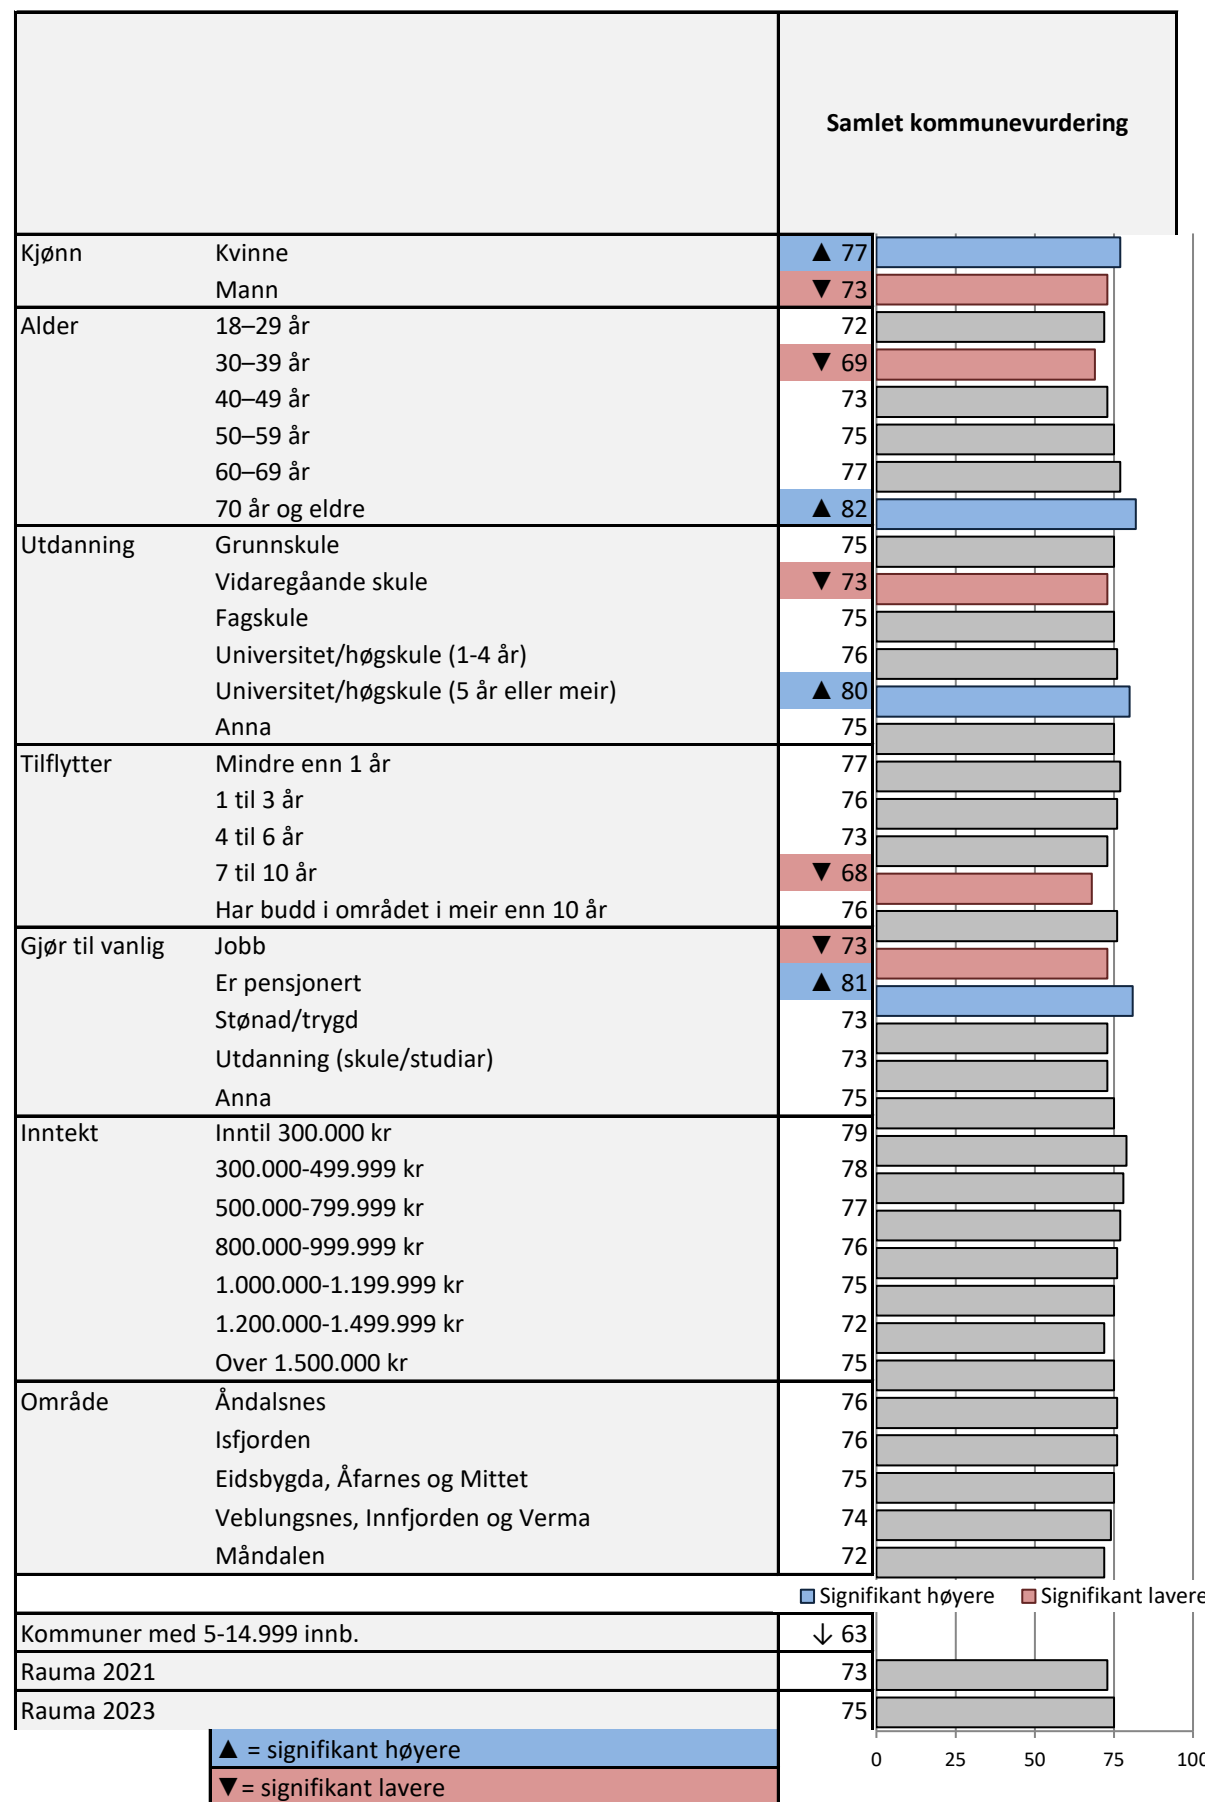 Samlet kommunevurdering
Kjønn Kvinne ▲ 77
Mann ▼ 73
Alder 18–29 år 72
30–39 år ▼ 69
40–49 år 73
50–59 år 75
60–69 år 77
70 år og eldre ▲ 82
Utdanning Grunnskule 75
Vidaregåande skule ▼ 73
Fagskule 75
Universitet/høgskule (1-4 år) 76
Universitet/høgskule (5 år eller meir) ▲ 80
Anna 75
Tilflytter Mindre enn 1 år 77
1 til 3 år 76
4 til 6 år 73
7 til 10 år ▼ 68
Har budd i området i meir enn 10 år 76
Gjør til vanlig Jobb ▼ 73
Er pensjonert ▲ 81
Stønad/trygd 73
Utdanning (skule/studiar) 73
Anna 75
Inntekt Inntil 300.000 kr 79
300.000-499.999 kr 78
500.000-799.999 kr 77
800.000-999.999 kr 76
1.000.000-1.199.999 kr 75
1.200.000-1.499.999 kr 72
Over 1.500.000 kr 75
Område Åndalsnes 76
Isfjorden 76
Eidsbygda, Åfarnes og Mittet 75
Veblungsnes, Innfjorden og Verma 74
Måndalen 72
Signifikant høyere Signifikant lavere
Kommuner med 5-14.999 innb. ↓ 63
Rauma 2021 73
Rauma 2023 75
▲ = signifikant høyere
▼= signifikant lavere
0 25 50 75 100